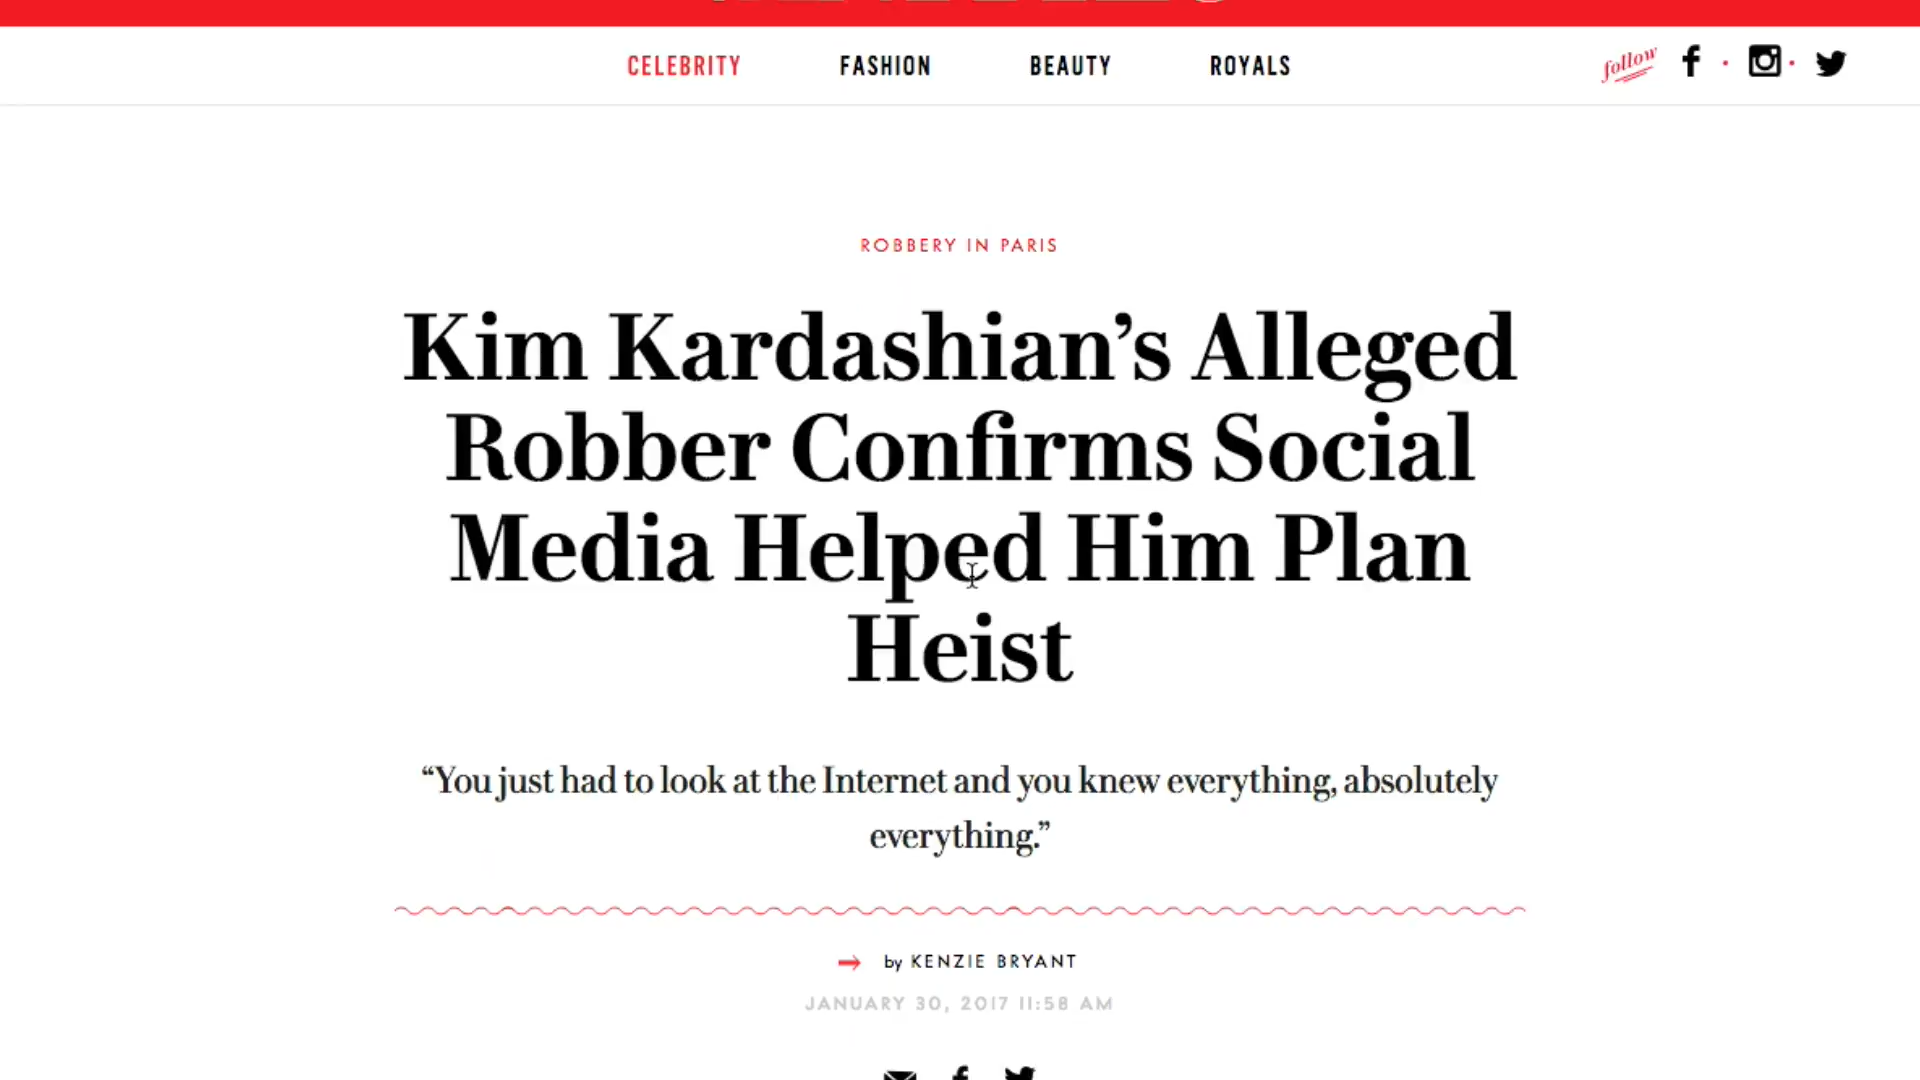 CELEBRITY FASHION BEAUTY ROYALS follow
ROBBERY IN PARIS
Kim Kardashian’s Alleged
Robber Confirms Social
Media Helped Him Plan
Heist
“You just had to look at the Internet and you knew everything, absolutely
everything.”
by KENZIE BRYANT
JANUARY 30, 2017 11:58 AM